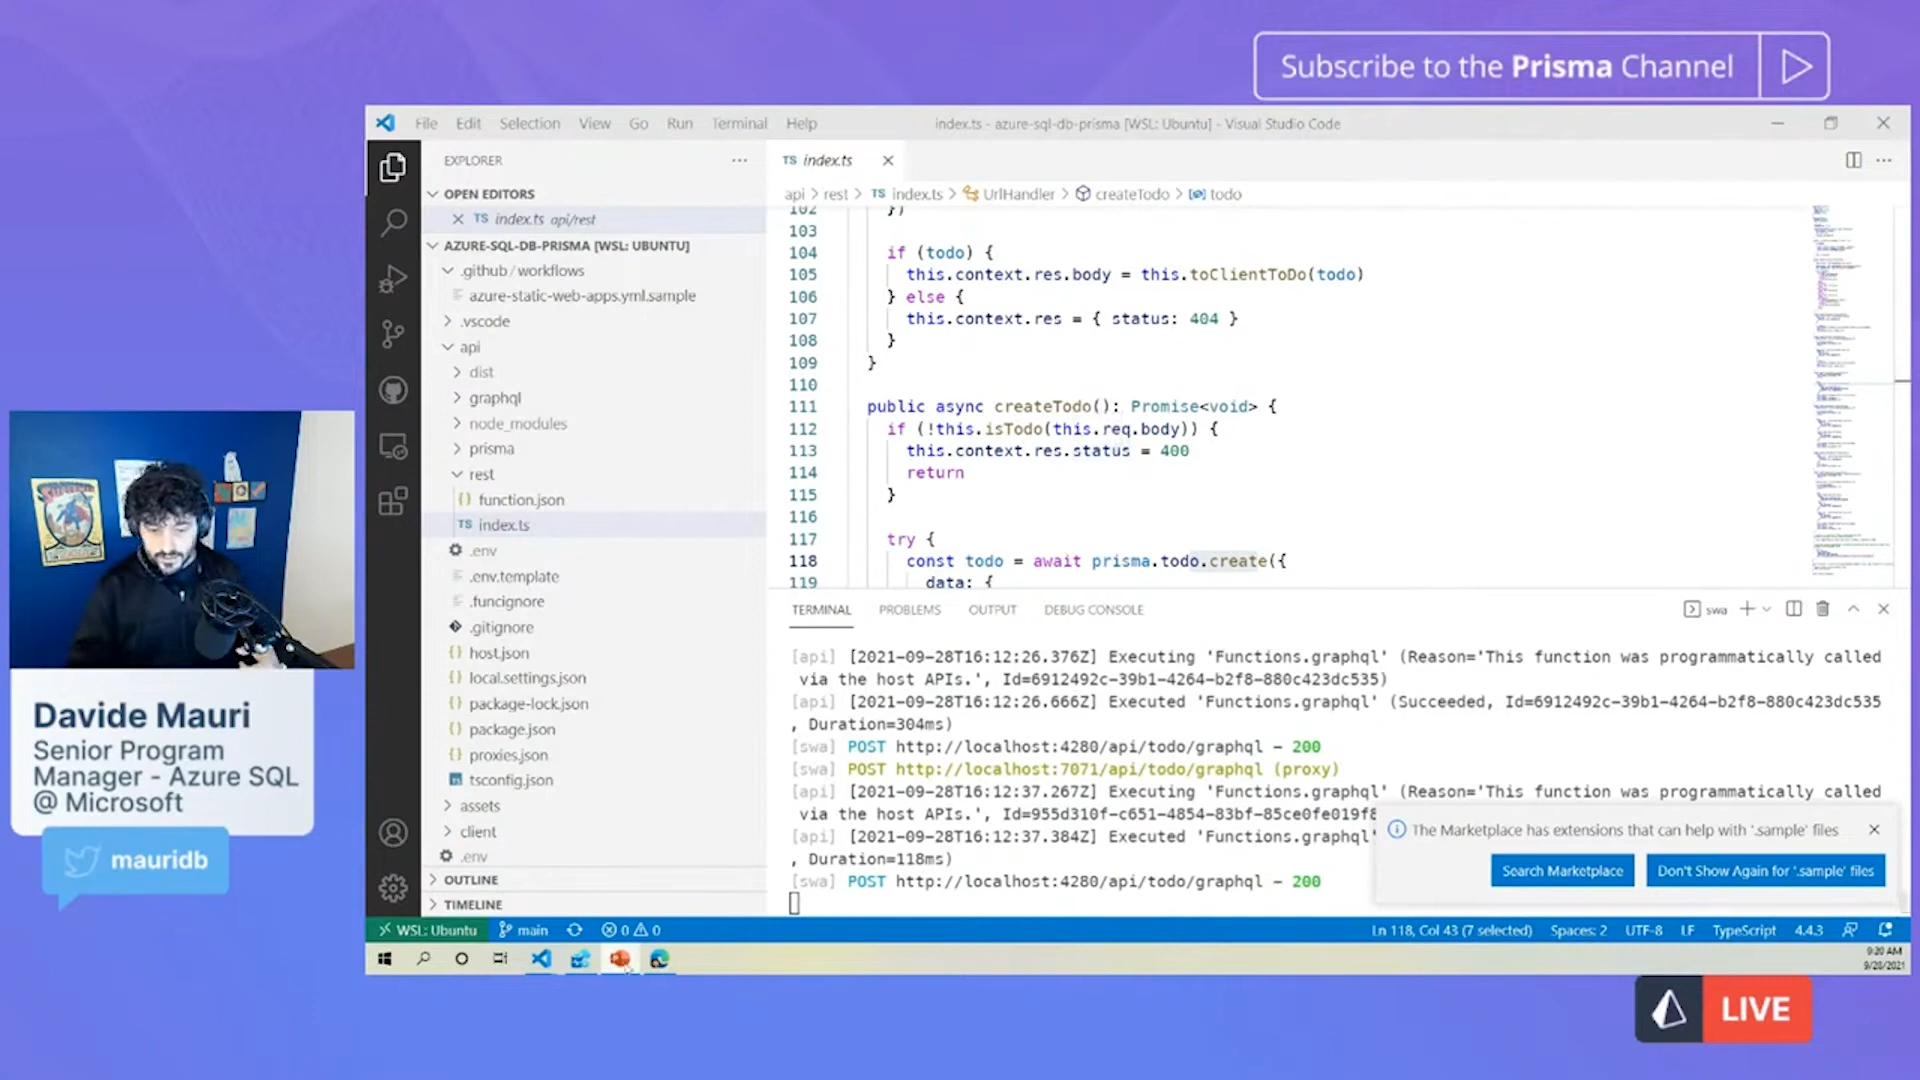 Subscribe to the Prisma Channel
File Edit Selection View Go Run Terminal Help
index.ts - azure-sql-db-prisma [WSL: Ubuntu] - Visual Studio Code
EXPLORER
OPEN EDITORS
TS index.ts api/rest
AZURE-SQL-DB-PRISMA [WSL: UBUNTU]
.github / workflows
azure-static-web-apps.yml.sample
.vscode
api
dist
graphql
node_modules
prisma
rest
{} function.json
TS index.ts
.env
.env.template
.funcignore
.gitignore
{} host.json
{} local.settings.json
{} package-lock.json
{} package.json
{} proxies.json
tsconfig.json
assets
client
.env
OUTLINE
TIMELINE
TS index.ts
api > rest > TS index.ts > UrlHandler > createTodo > todo
102 })
103
104 if (todo) {
105 this.context.res.body = this.toClientToDo(todo)
106 } else {
107 this.context.res = { status: 404 }
108 }
109 }
110
111 public async createTodo(): Promise<void> {
112 if (!this.isTodo(this.req.body)) {
113 this.context.res.status = 400
114 return
115 }
116
117 try {
118 const todo = await prisma.todo.create({
119 data: {
TERMINAL PROBLEMS OUTPUT DEBUG CONSOLE
swa
[api] [2021-09-28T16:12:26.376Z] Executing 'Functions.graphql' (Reason='This function was programmatically called
via the host APIs.', Id=6912492c-39b1-4264-b2f8-880c423dc535)
[api] [2021-09-28T16:12:26.666Z] Executed 'Functions.graphql' (Succeeded, Id=6912492c-39b1-4264-b2f8-880c423dc535
, Duration=304ms)
[swa] POST http://localhost:4280/api/todo/graphql - 200
[swa] POST http://localhost:7071/api/todo/graphql (proxy)
[api] [2021-09-28T16:12:37.267Z] Executing 'Functions.graphql' (Reason='This function was programmatically called
via the host APIs.', Id=955d310f-c651-4854-83bf-85ce0fe019f8
[api] [2021-09-28T16:12:37.384Z] Executed 'Functions.graphql'
, Duration=118ms)
[swa] POST http://localhost:4280/api/todo/graphql - 200
The Marketplace has extensions that can help with '.sample' files
Search Marketplace
Don't Show Again for '.sample' files
WSL: Ubuntu main 0 0
Ln 118, Col 43 (7 selected) Spaces: 2 UTF-8 LF TypeScript 4.4.3
9:20 AM
9/28/2021
Davide Mauri
Senior Program
Manager - Azure SQL
@ Microsoft
mauridb
LIVE